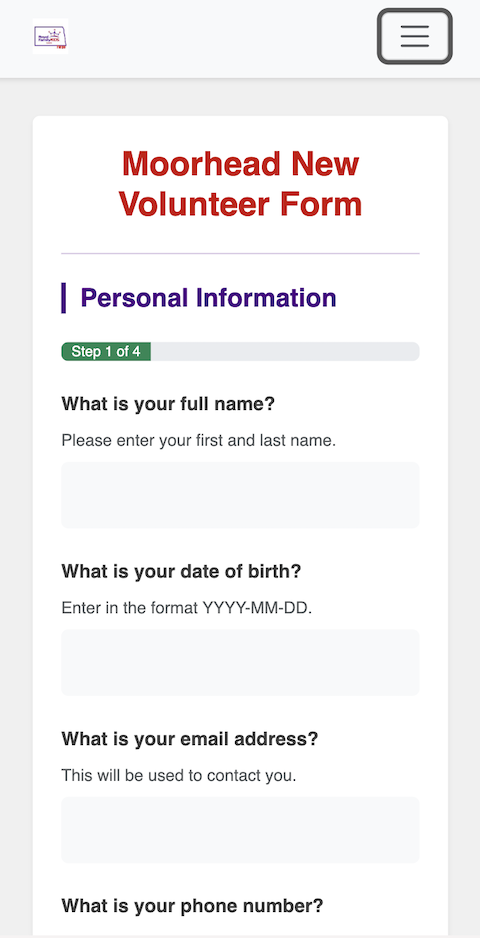 Moorhead New
Volunteer Form
Personal Information
Step 1 of 4
What is your full name?
Please enter your first and last name.
What is your date of birth?
Enter in the format YYYY-MM-DD.
What is your email address?
This will be used to contact you.
What is your phone number?